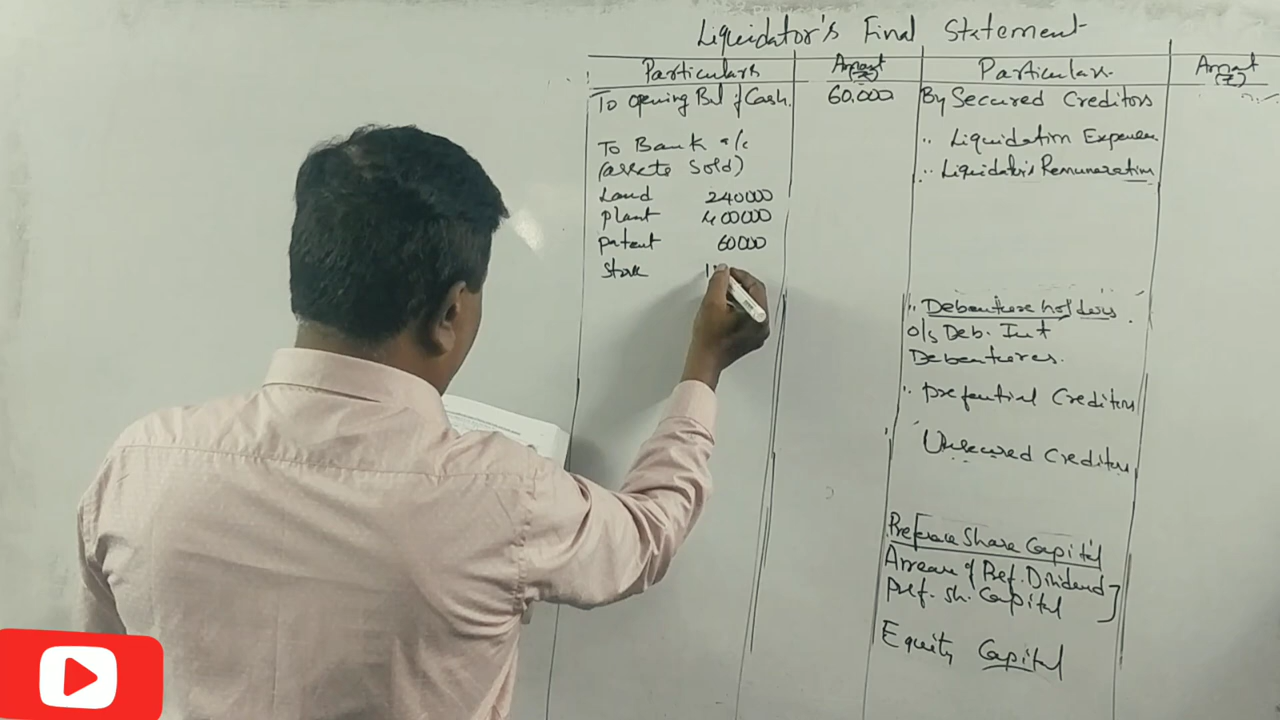 Liquidator's Final Statement
Particulars Amount (₹) Particulars Amount (₹)
To opening Bal of Cash. 60.000 By Secured Creditors
To Bank a/c
(assets Sold)
Land 240000
plant 400000
patent 60000
Stock
" Liquidation Expenses
" Liquidator's Remuneration
" Debenture holders
o/s Deb. Int
Debentures.
" prefential Creditors
Unsecured Creditors
Preference Share Capital
Arrears of Pref. Dividend
Pref. Sh. Capital
Equity Capital